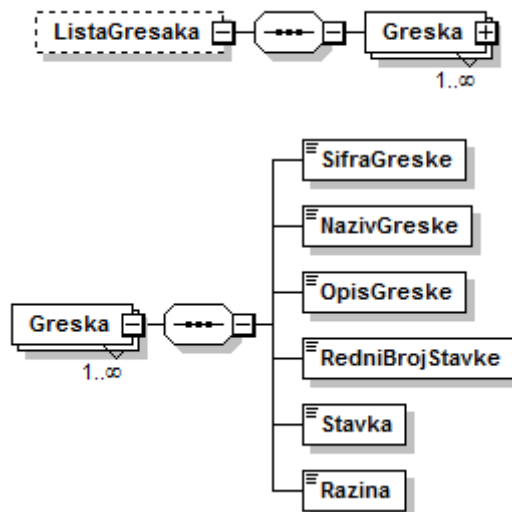 ListaGresaka
Greska
1..∞
SifraGreske
NazivGreske
OpisGreske
Greska
1..∞
RedniBrojStavke
Stavka
Razina